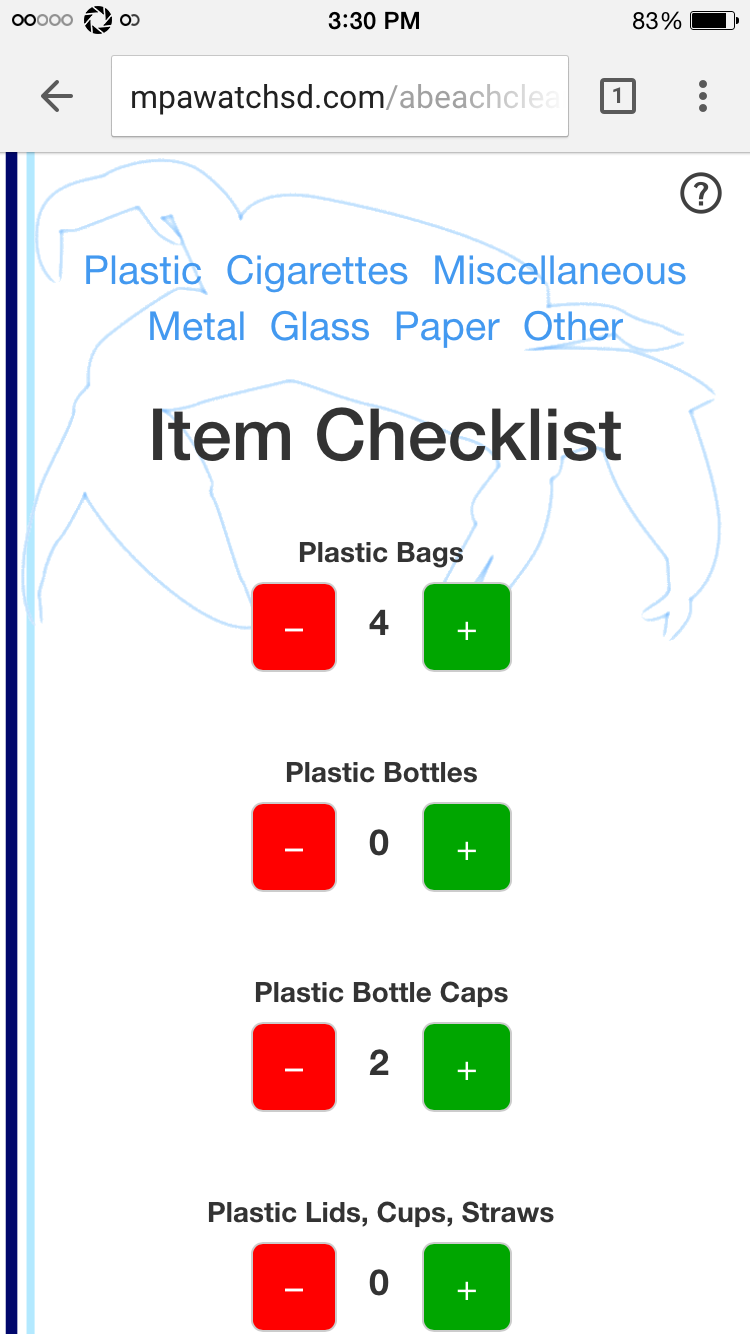 3:30 PM
83%
mpawatchsd.com/abeachclea
1
?
Plastic Cigarettes Miscellaneous
Metal Glass Paper Other
Item Checklist
Plastic Bags
– 4 +
Plastic Bottles
– 0 +
Plastic Bottle Caps
– 2 +
Plastic Lids, Cups, Straws
– 0 +